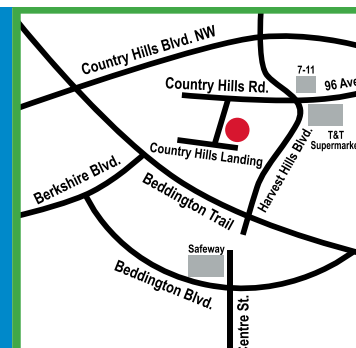 Country Hills Blvd. NW
7-11
Country Hills Rd.
96 Ave
T&T
Supermarke
Country Hills Landing
Harvest Hills Blvd.
Berkshire Blvd.
Beddington Trail
Safeway
Beddington Blvd.
entre St.